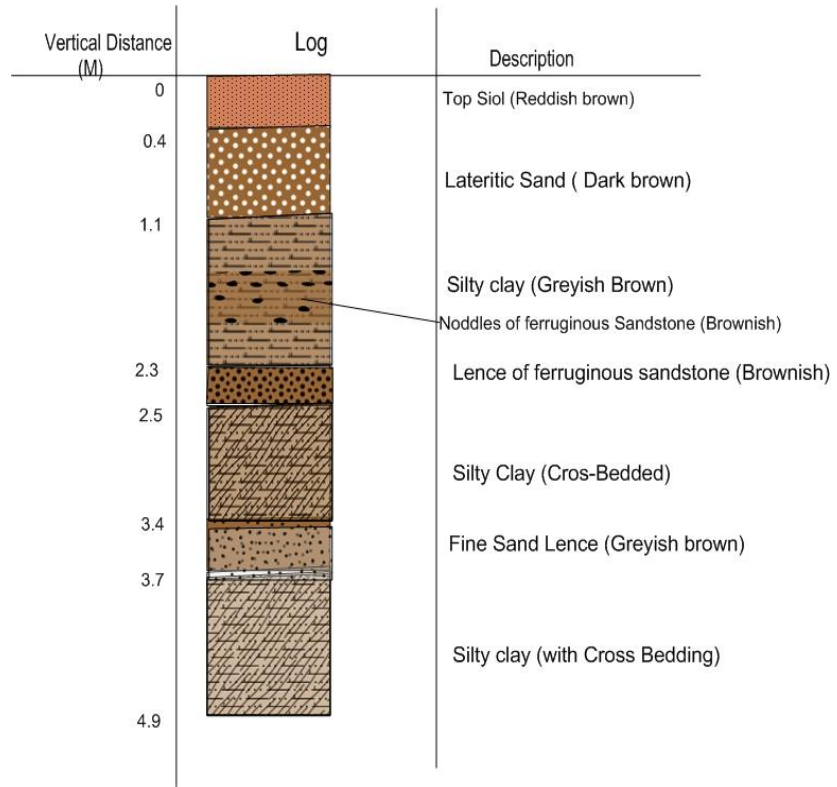 Vertical Distance
(M)
Log
Description
0
Top Siol (Reddish brown)
0.4
Lateritic Sand ( Dark brown)
1.1
Silty clay (Greyish Brown)
Noddles of ferruginous Sandstone (Brownish)
2.3
Lence of ferruginous sandstone (Brownish)
2.5
Silty Clay (Cros-Bedded)
3.4
Fine Sand Lence (Greyish brown)
3.7
Silty clay (with Cross Bedding)
4.9